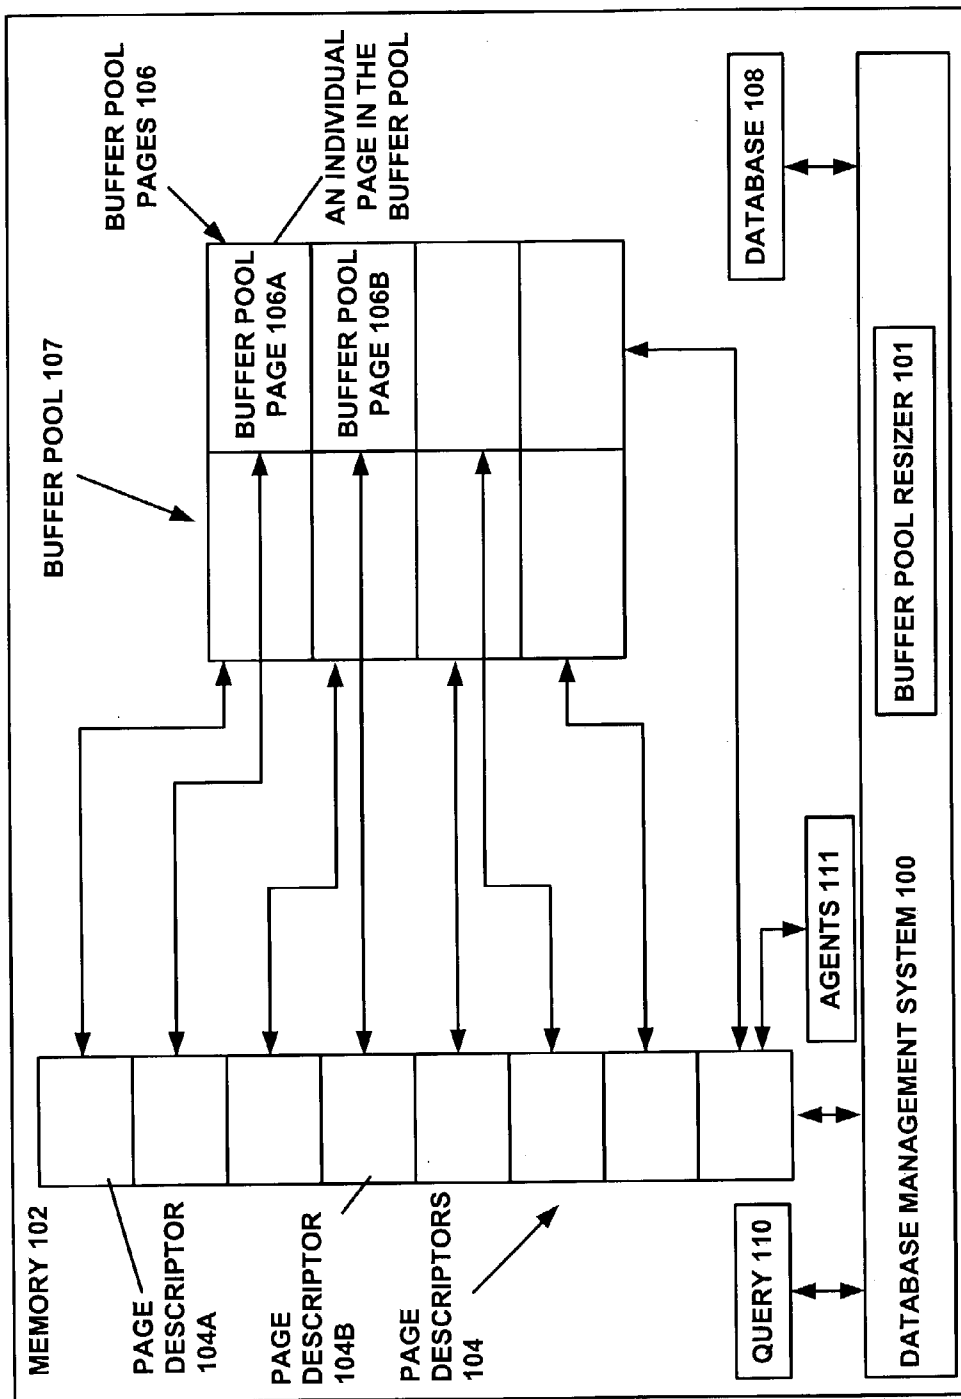 MEMORY 102
PAGE
DESCRIPTOR
104A
PAGE
DESCRIPTOR
104B
PAGE
DESCRIPTORS
104
BUFFER POOL 107
BUFFER POOL
PAGES 106
AN INDIVIDUAL
PAGE IN THE
BUFFER POOL
BUFFER POOL
PAGE 106A
BUFFER POOL
PAGE 106B
QUERY 110
AGENTS 111
DATABASE 108
DATABASE MANAGEMENT SYSTEM 100
BUFFER POOL RESIZER 101